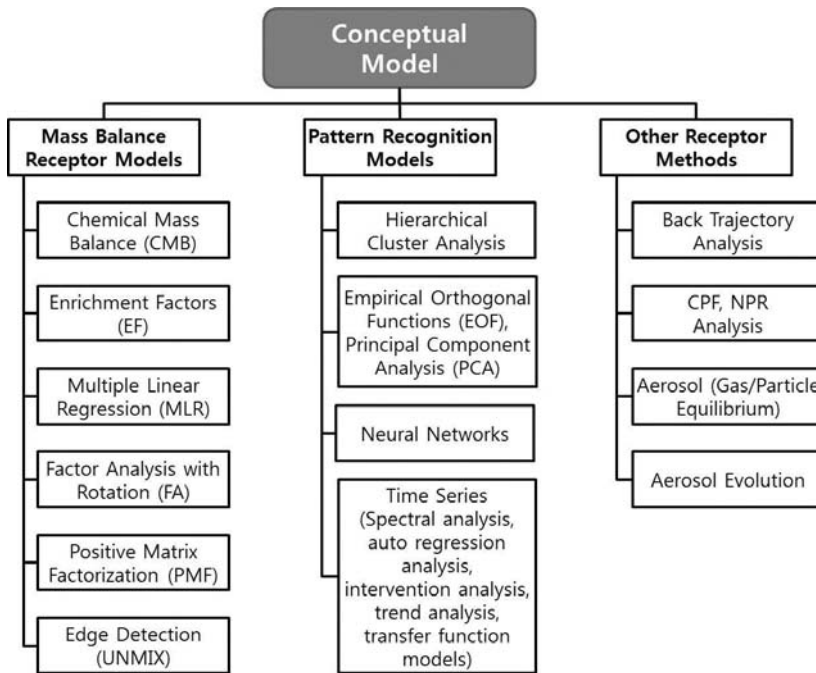 Conceptual
Model
Mass Balance
Receptor Models
Chemical Mass
Balance (CMB)
Enrichment Factors
(EF)
Multiple Linear
Regression (MLR)
Factor Analysis with
Rotation (FA)
Positive Matrix
Factorization (PMF)
Edge Detection
(UNMIX)
Pattern Recognition
Models
Hierarchical
Cluster Analysis
Empirical Orthogonal
Functions (EOF),
Principal Component
Analysis (PCA)
Neural Networks
Time Series
(Spectral analysis,
auto regression
analysis,
intervention analysis,
trend analysis,
transfer function
models)
Other Receptor
Methods
Back Trajectory
Analysis
CPF, NPR
Analysis
Aerosol (Gas/Particle
Equilibrium)
Aerosol Evolution